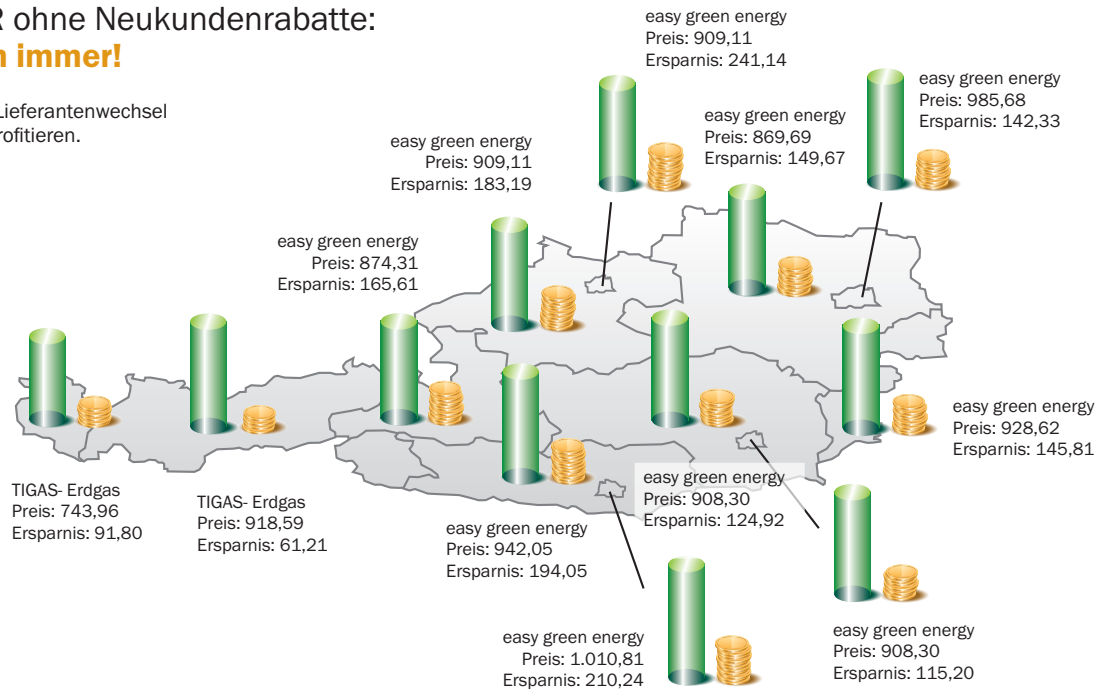 R ohne Neukundenrabatte:
immer!
Lieferantenwechsel
rofitieren.
easy green energy
Preis: 909,11
Ersparnis: 241,14
easy green energy
Preis: 985,68
Ersparnis: 142,33
easy green energy
Preis: 869,69
Ersparnis: 149,67
easy green energy
Preis: 909,11
Ersparnis: 183,19
easy green energy
Preis: 874,31
Ersparnis: 165,61
easy green energy
Preis: 928,62
Ersparnis: 145,81
TIGAS- Erdgas
Preis: 743,96
Ersparnis: 91,80
TIGAS- Erdgas
Preis: 918,59
Ersparnis: 61,21
easy green energy
Preis: 908,30
Ersparnis: 124,92
easy green energy
Preis: 942,05
Ersparnis: 194,05
easy green energy
Preis: 1.010,81
Ersparnis: 210,24
easy green energy
Preis: 908,30
Ersparnis: 115,20